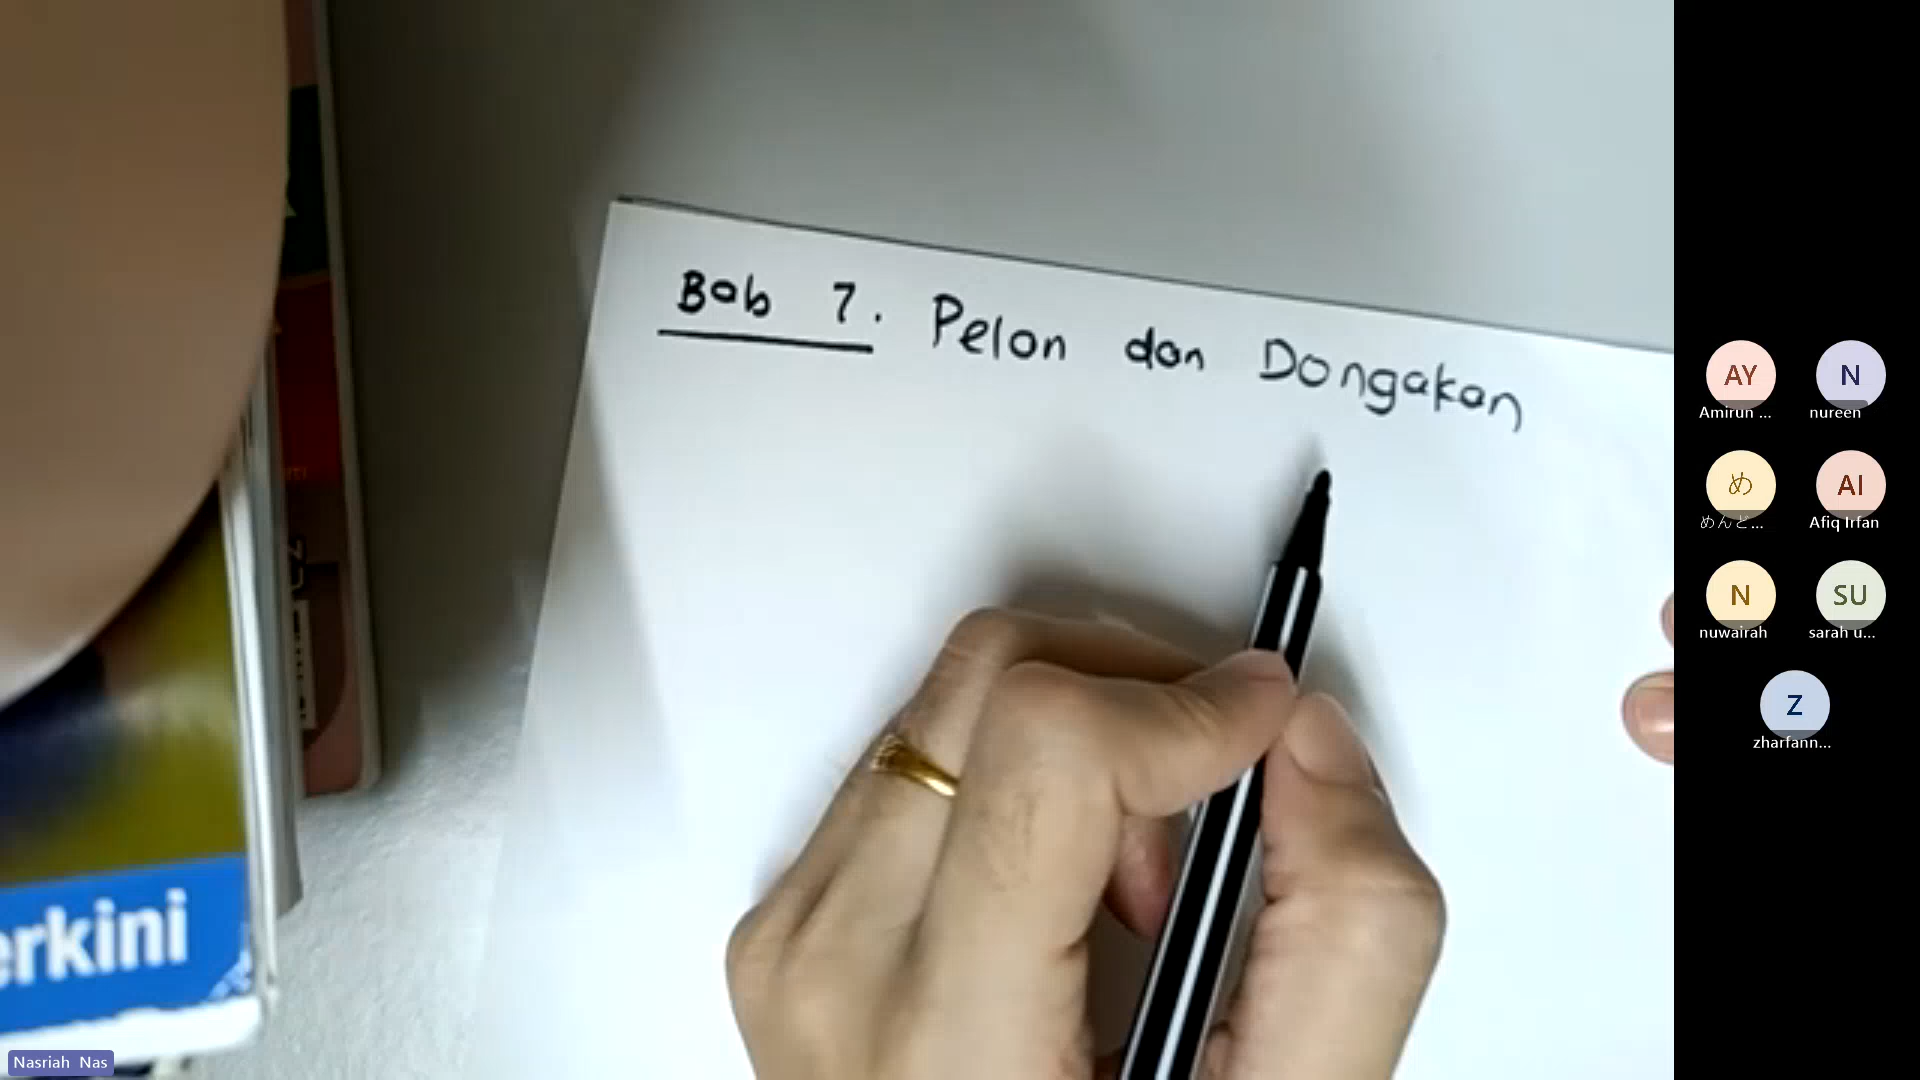 Bab 7. Pelan dan Dongakan
erkini
Nasriah Nas
AY
Amirun ...
N
nureen
め
めんど...
AI
Afiq Irfan
N
nuwairah
SU
sarah u...
Z
zharfann...